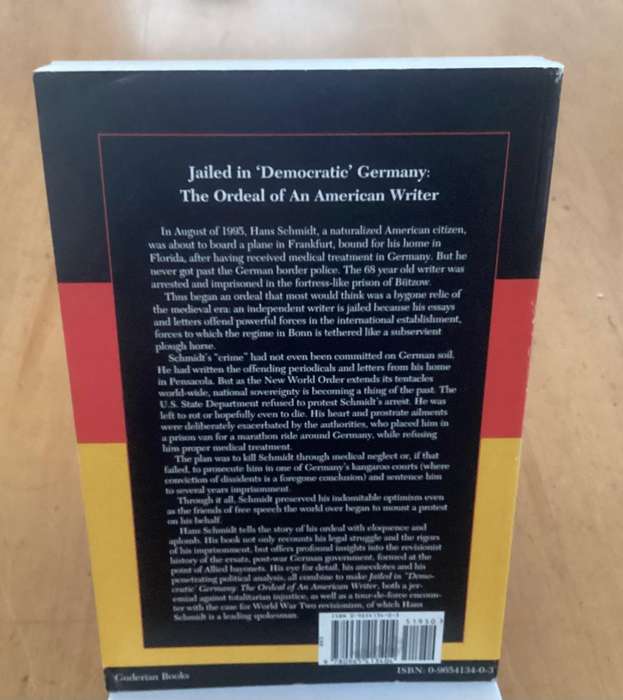 Jailed in 'Democratic' Germany:
The Ordeal of An American Writer
In August of 1995, Hans Schmidt, a naturalized American citizen,
was about to board a plane in Frankfurt, bound for his home in
Florida, after having received medical treatment in Germany. But he
never got past the German border police. The 68 year old writer was
arrested and imprisoned in the fortress-like prison of Bützow.
Thus began an ordeal that most would think was a bygone relic of
the medieval era: an independent writer is jailed because his essays
and letters offend powerful forces in the international establishment,
forces to which the regime in Bonn is tethered like a subservient
plough horse.
Schmidt's "crime" had not even been committed on German soil.
He had written the offending periodicals and letters from his home
in Pensacola. But as the New World Order extends its tentacles
world-wide, national sovereignty is becoming a thing of the past. The
U.S. State Department refused to protest Schmidt's arrest. He was
left to rot or hopefully even to die. His heart and prostrate ailments
were deliberately exacerbated by the authorities, who placed him in
a prison van for a marathon ride around Germany, while refusing
him proper medical treatment.
The plan was to kill Schmidt through medical neglect or, if that
failed, to prosecute him in one of Germany's kangaroo courts (where
conviction of dissidents is a foregone conclusion) and sentence him
to several years imprisonment.
Through it all, Schmidt preserved his indomitable optimism even
as the friends of free speech the world over began to mount a protest
on his behalf.
Hans Schmidt tells the story of his ordeal with eloquence and
aplomb. His book not only recounts his legal struggle and the rigors
of his imprisonment, but offers profound insights into the revisionist
history of the ersatz, post-war German government, formed at the
point of Allied bayonets. His eye for detail, his anecdotes and his
penetrating political analysis, all combine to make Jailed in "Demo-
cratic" Germany: The Ordeal of An American Writer, both a jer-
emiad against totalitarian injustice, as well as a tour-de-force encoun-
ter with the case for World War Two revisionism, of which Hans
Schmidt is a leading spokesman.
ISBN 0-9654134-0-3
51950
9 780965 413404
Guderian Books
ISBN: 0-9654134-0-3